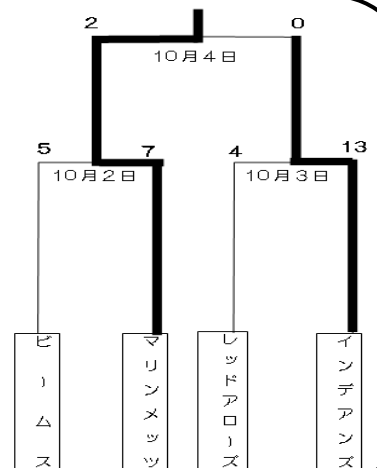 2 0
10月4日
5 7 4 13
10月2日 10月3日
ビームス
マリンメッツ
レッドアローズ
インデアンズ